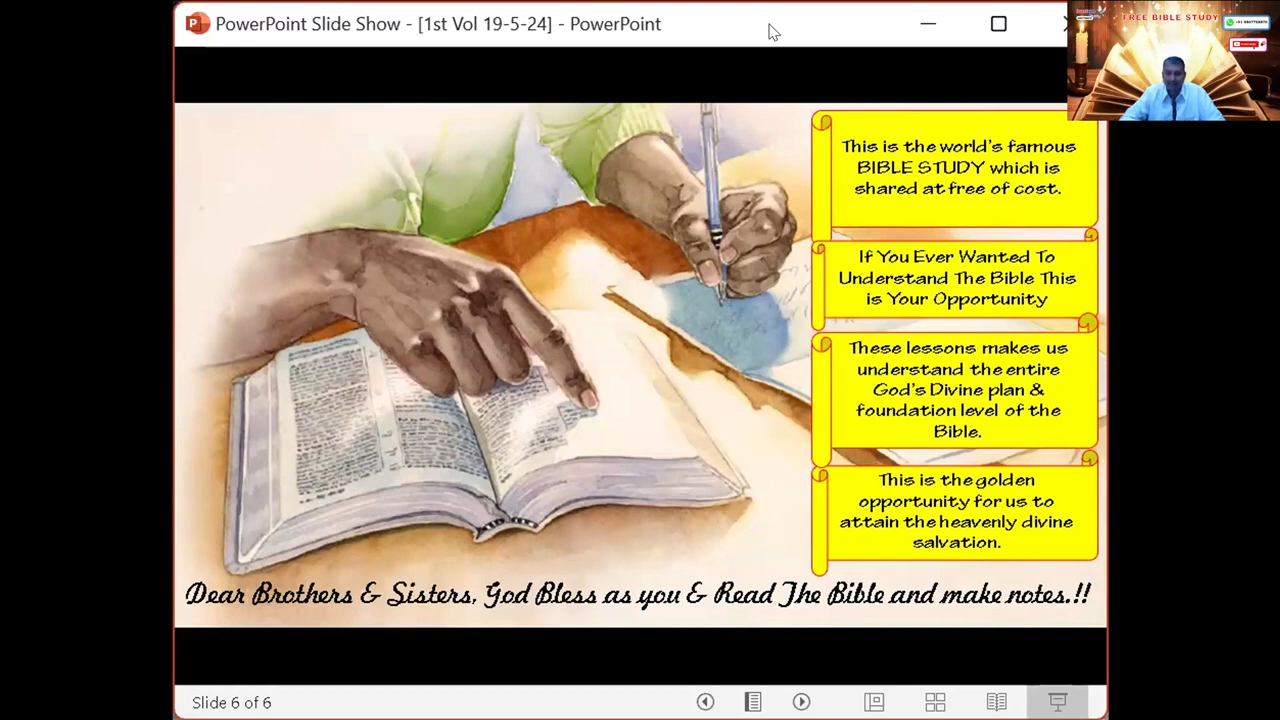 PowerPoint Slide Show - [1st Vol 19-5-24] - PowerPoint
FREE BIBLE STUDY
This is the world's famous
BIBLE STUDY which is
shared at free of cost.
If You Ever Wanted To
Understand The Bible This
is Your Opportunity
These lessons makes us
understand the entire
God's Divine plan &
foundation level of the
Bible.
This is the golden
opportunity for us to
attain the heavenly divine
salvation.
Dear Brothers & Sisters, God Bless as you & Read The Bible and make notes.!!
Slide 6 of 6